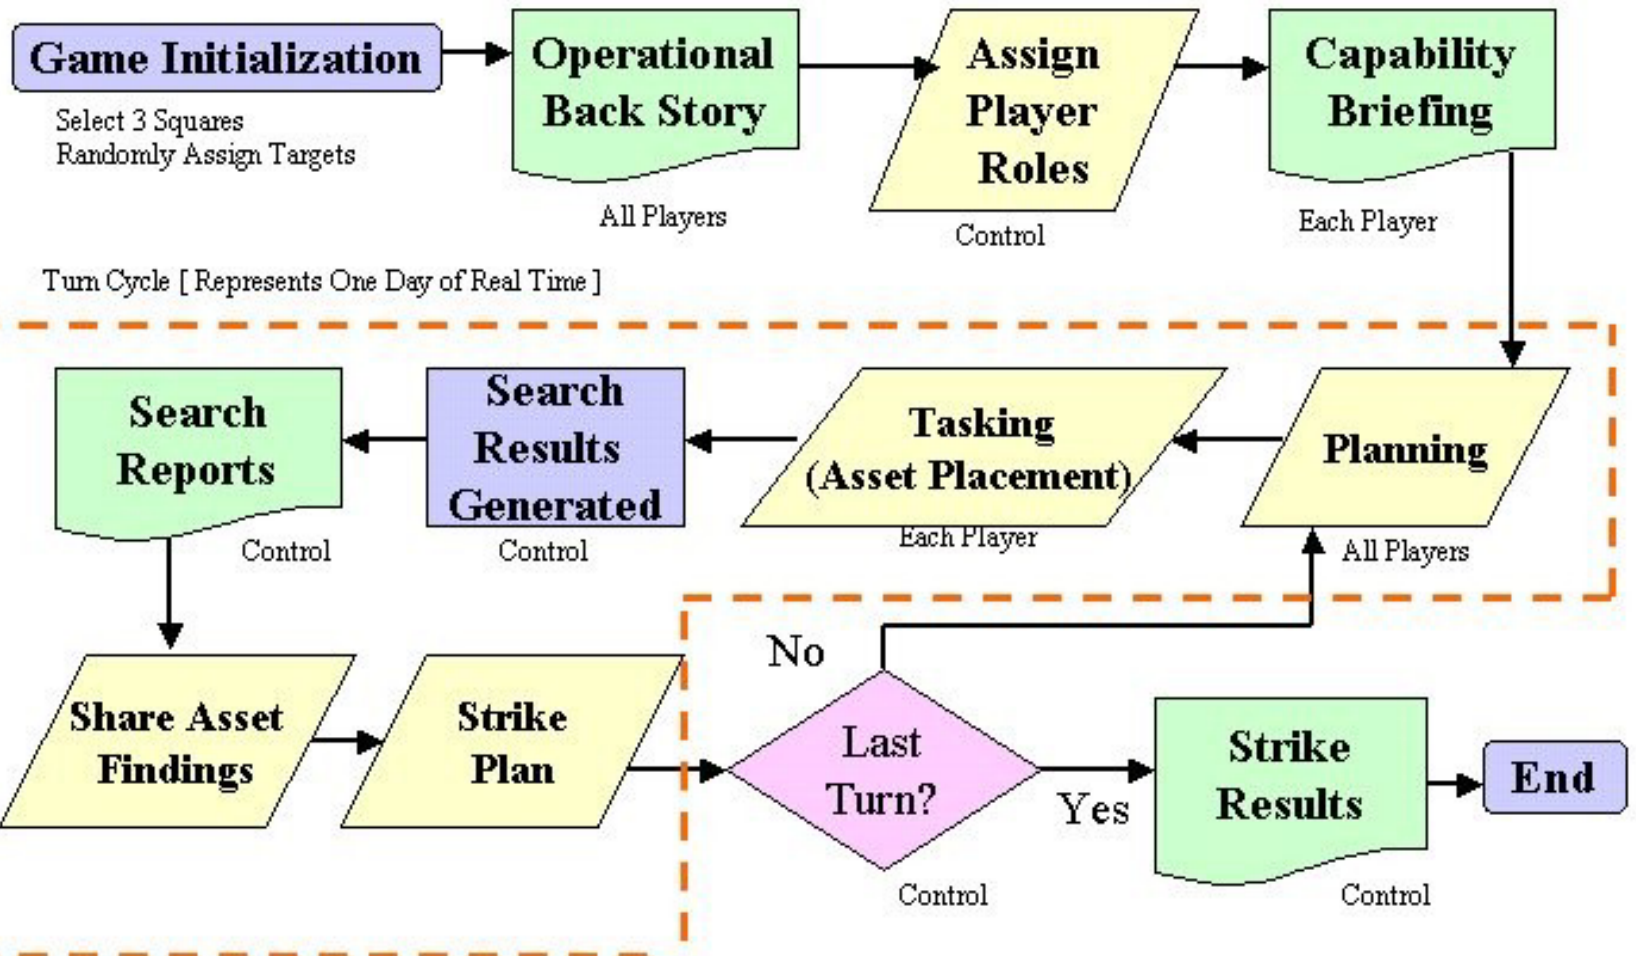 Game Initialization
Select 3 Squares
Randomly Assign Targets
Operational
Back Story
All Players
Assign
Player
Roles
Control
Capability
Briefing
Each Player
Turn Cycle [ Represents One Day of Real Time ]
Planning
All Players
Tasking
(Asset Placement)
Each Player
Search
Results
Generated
Control
Search
Reports
Control
Share Asset
Findings
Strike
Plan
Last
Turn?
Control
No
Yes
Strike
Results
Control
End